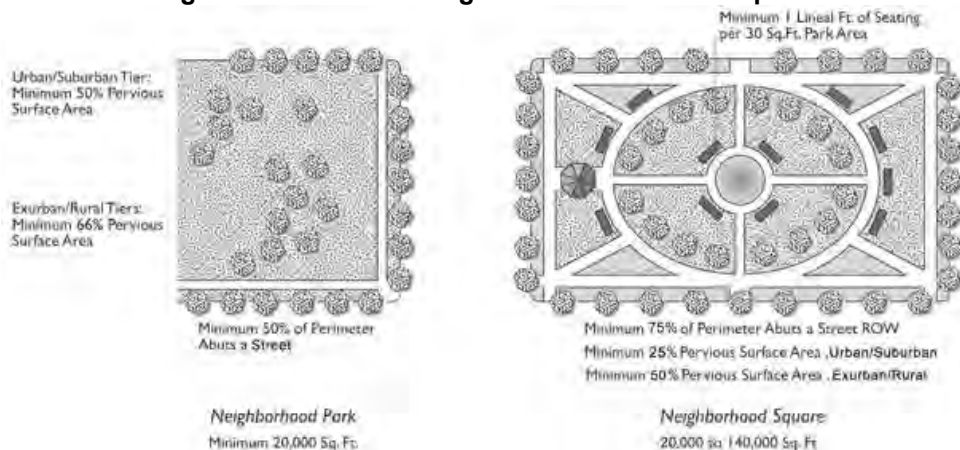 Minimum 1 Lineal Ft. of Seating
per 30 Sq.Ft. Park Area
Urban/Suburban Tier:
Minimum 50% Pervious
Surface Area
Exurban/Rural Tiers:
Minimum 66% Pervious
Surface Area
Minimum 50% of Perimeter
Abuts a Street
Neighborhood Park
Minimum 20,000 Sq. Ft.
Minimum 75% of Perimeter Abuts a Street ROW
Minimum 25% Pervious Surface Area ,Urban/Suburban
Minimum 50% Pervious Surface Area , Exurban/Rural
Neighborhood Square
20,000 to 140,000 Sq. Ft